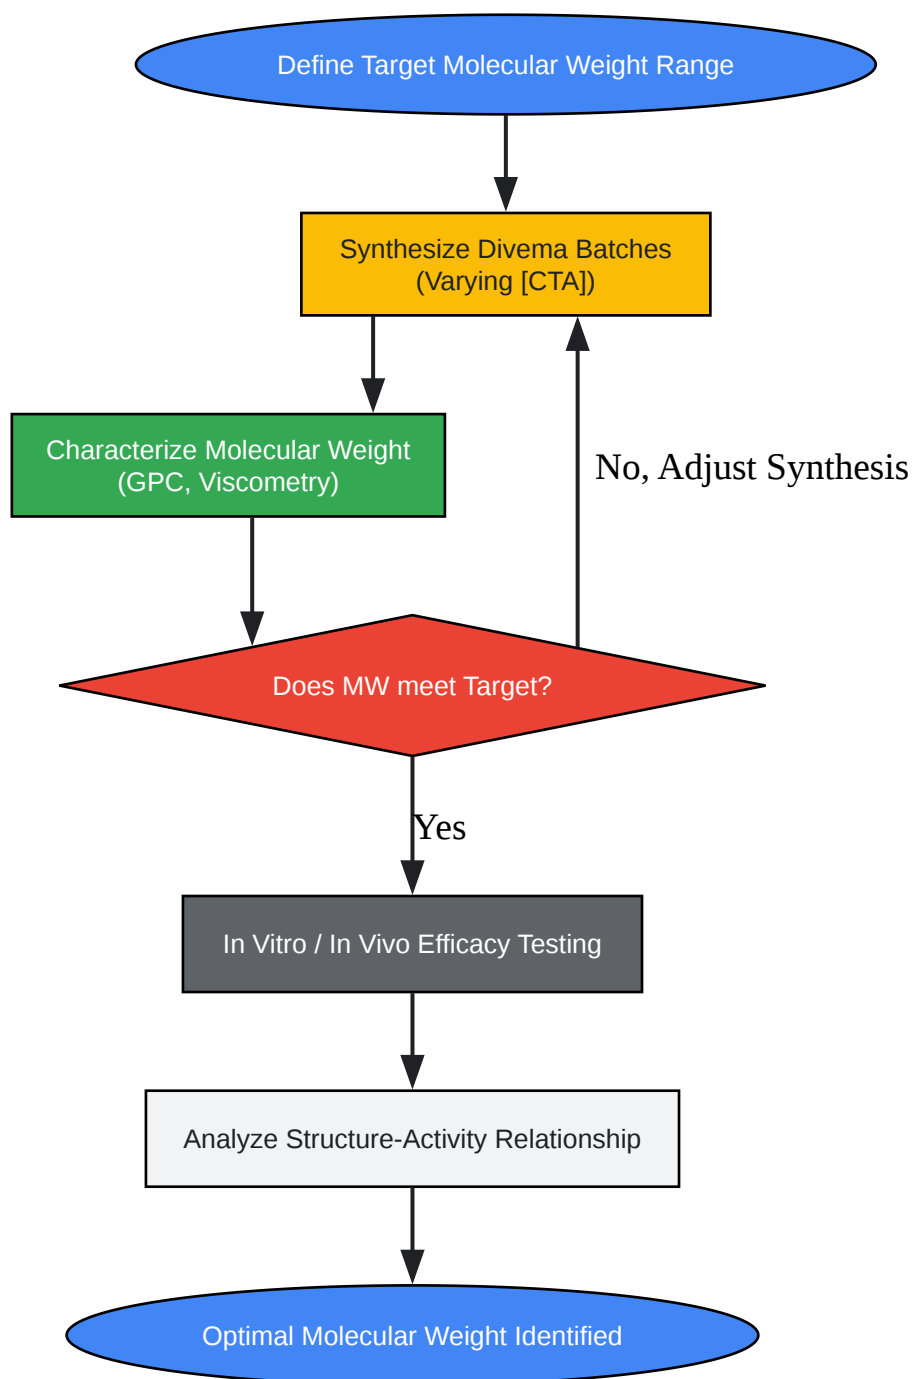 Define Target Molecular Weight Range
Synthesize Divema Batches
(Varying [CTA])
Characterize Molecular Weight
(GPC, Viscometry)
No, Adjust Synthesis
Does MW meet Target?
Yes
In Vitro / In Vivo Efficacy Testing
Analyze Structure-Activity Relationship
Optimal Molecular Weight Identified